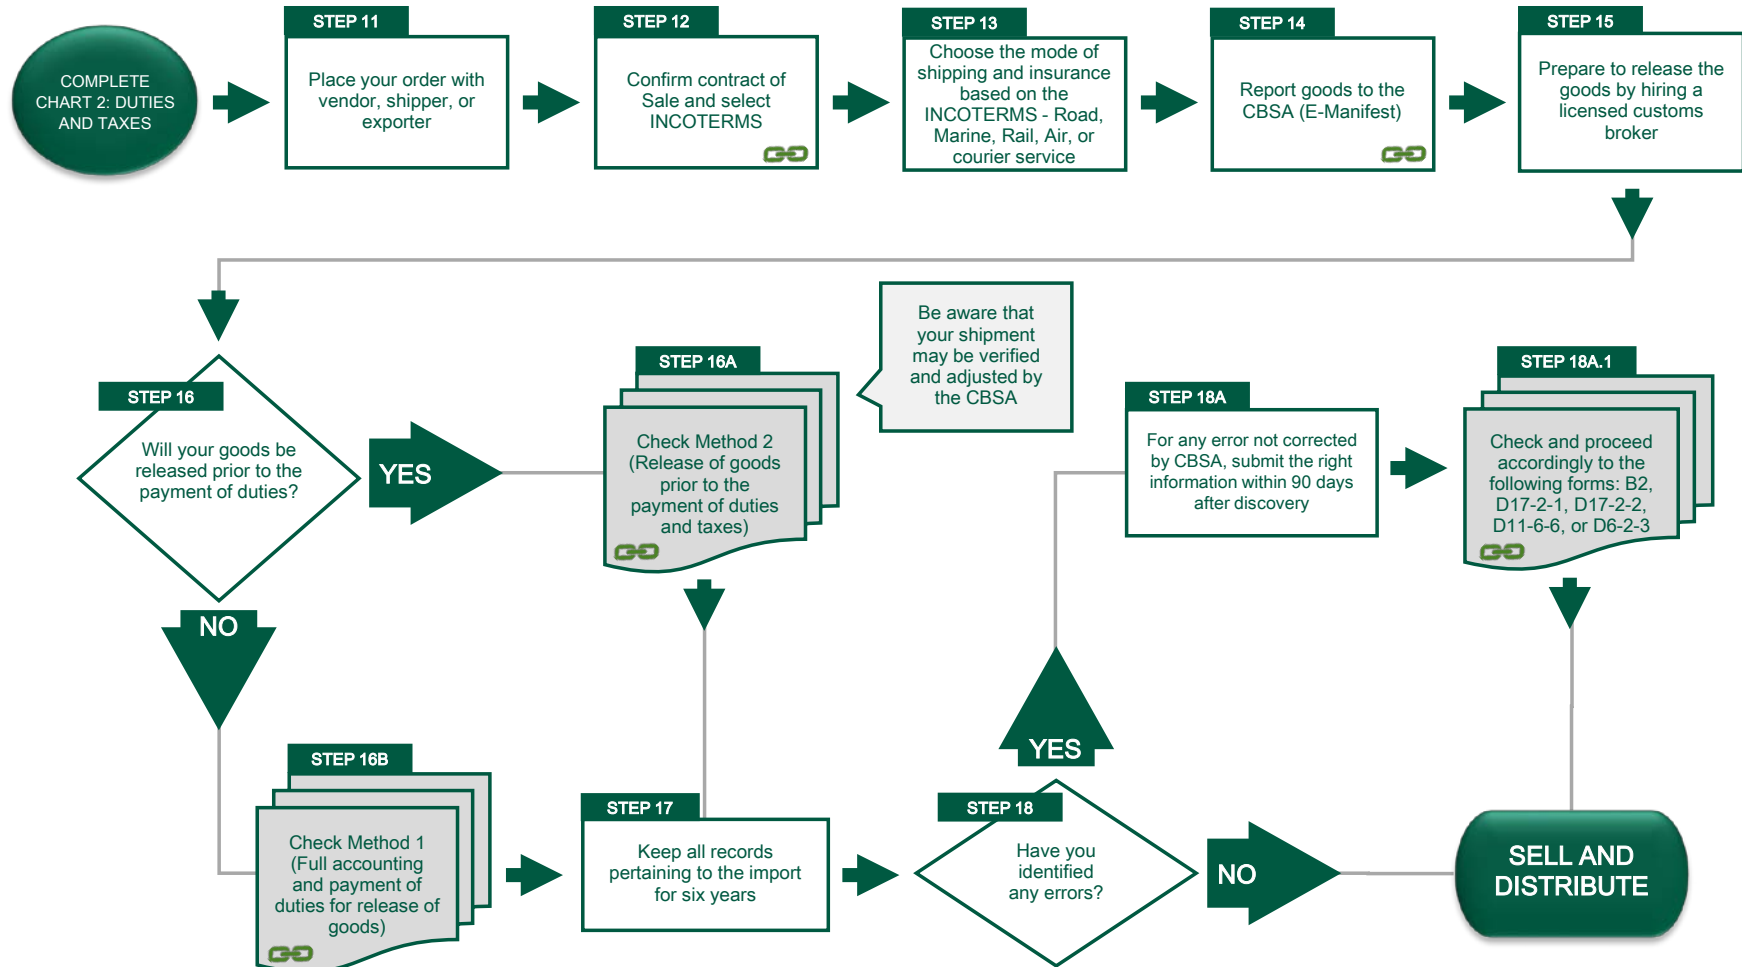 COMPLETE
CHART 2: DUTIES
AND TAXES
STEP 11
Place your order with
vendor, shipper, or
exporter
STEP 12
Confirm contract of
Sale and select
INCOTERMS
STEP 13
Choose the mode of
shipping and insurance
based on the
INCOTERMS - Road,
Marine, Rail, Air, or
courier service
STEP 14
Report goods to the
CBSA (E-Manifest)
STEP 15
Prepare to release the
goods by hiring a
licensed customs
broker
STEP 16
Will your goods be
released prior to the
payment of duties?
YES
STEP 16A
Check Method 2
(Release of goods
prior to the
payment of duties
and taxes)
Be aware that
your shipment
may be verified
and adjusted by
the CBSA
NO
STEP 16B
Check Method 1
(Full accounting
and payment of
duties for release of
goods)
STEP 17
Keep all records
pertaining to the import
for six years
STEP 18
Have you
identified
any errors?
YES
STEP 18A
For any error not corrected
by CBSA, submit the right
information within 90 days
after discovery
STEP 18A.1
Check and proceed
accordingly to the
following forms: B2,
D17-2-1, D17-2-2,
D11-6-6, or D6-2-3
NO
SELL AND
DISTRIBUTE